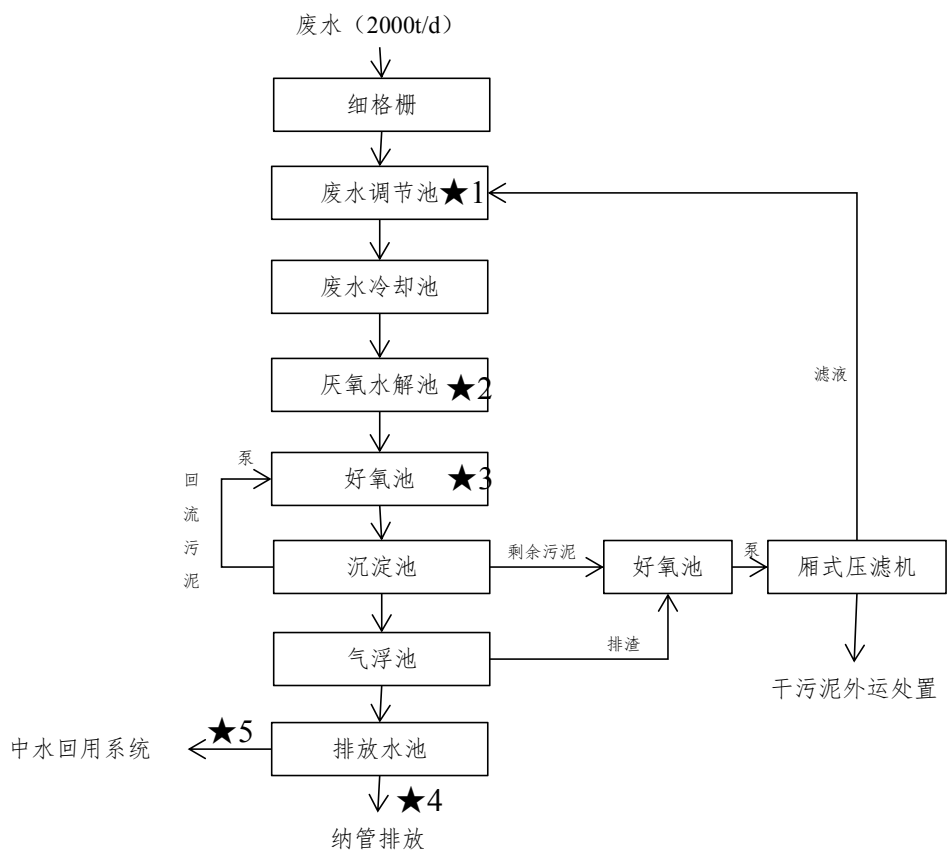 废水（2000t/d）
细格栅
废水调节池★1
废水冷却池
滤液
厌氧水解池★2
泵
好氧池★3
回流污泥
沉淀池
剩余污泥
好氧池
泵
厢式压滤机
气浮池
排渣
干污泥外运处置
中水回用系统
★5
排放水池
★4
纳管排放